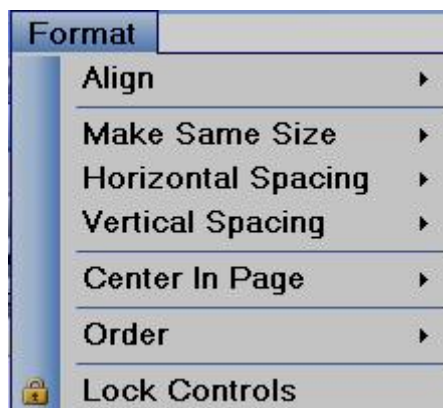 Format
Align
Make Same Size
Horizontal Spacing
Vertical Spacing
Center In Page
Order
Lock Controls